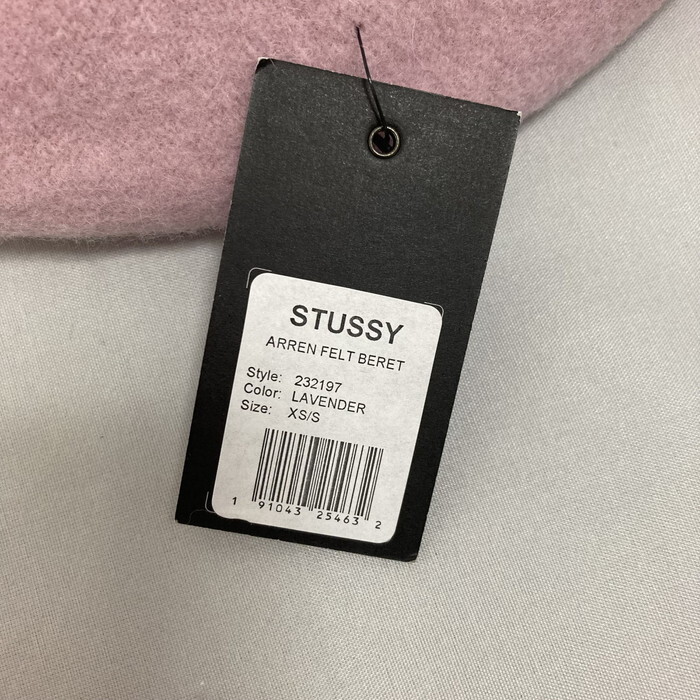 STUSSY
ARREN FELT BERET
Style: 232197
Color: LAVENDER
Size: XS/S
1 91043 25463 2